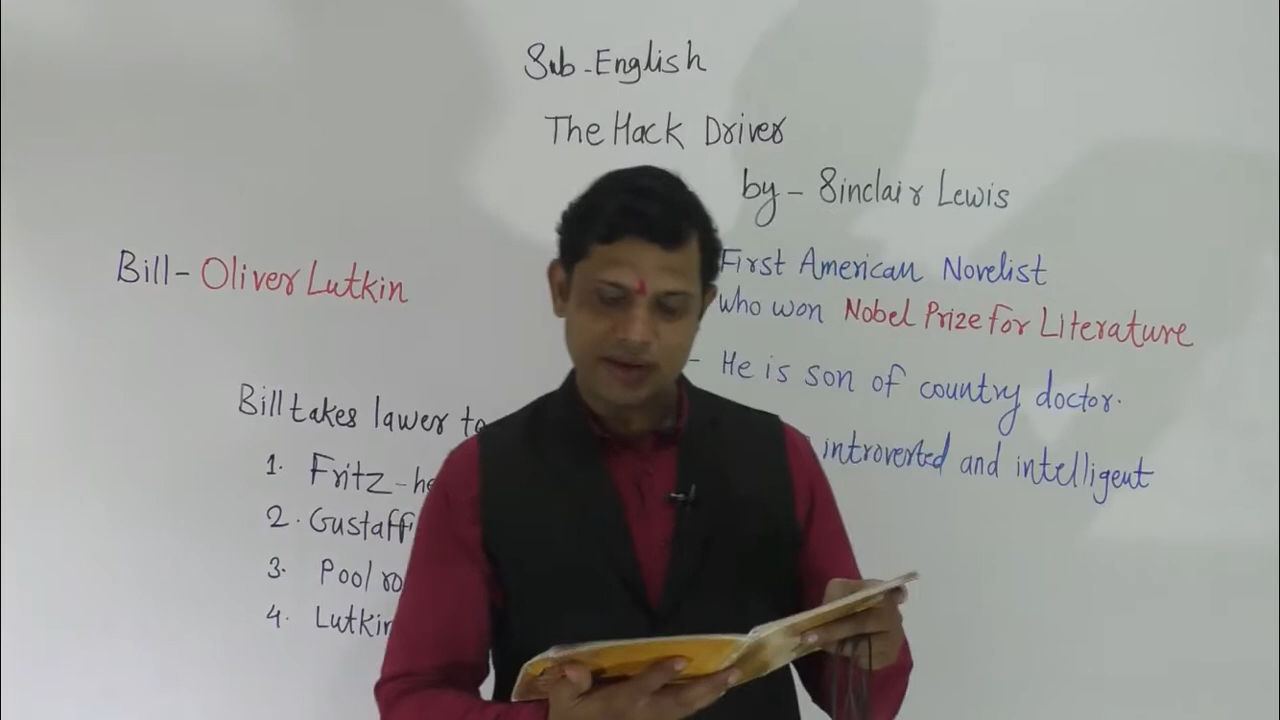 Sub-English
The Hack Driver
by - Sinclair Lewis
First American Novelist
who won Nobel Prize for Literature
- He is son of country doctor.
introverted and intelligent
Bill - Oliver Lutkin
Bill takes lawer to
1. Fritz - he
2. Gustaff
3. Pool ro
4. Lutkin